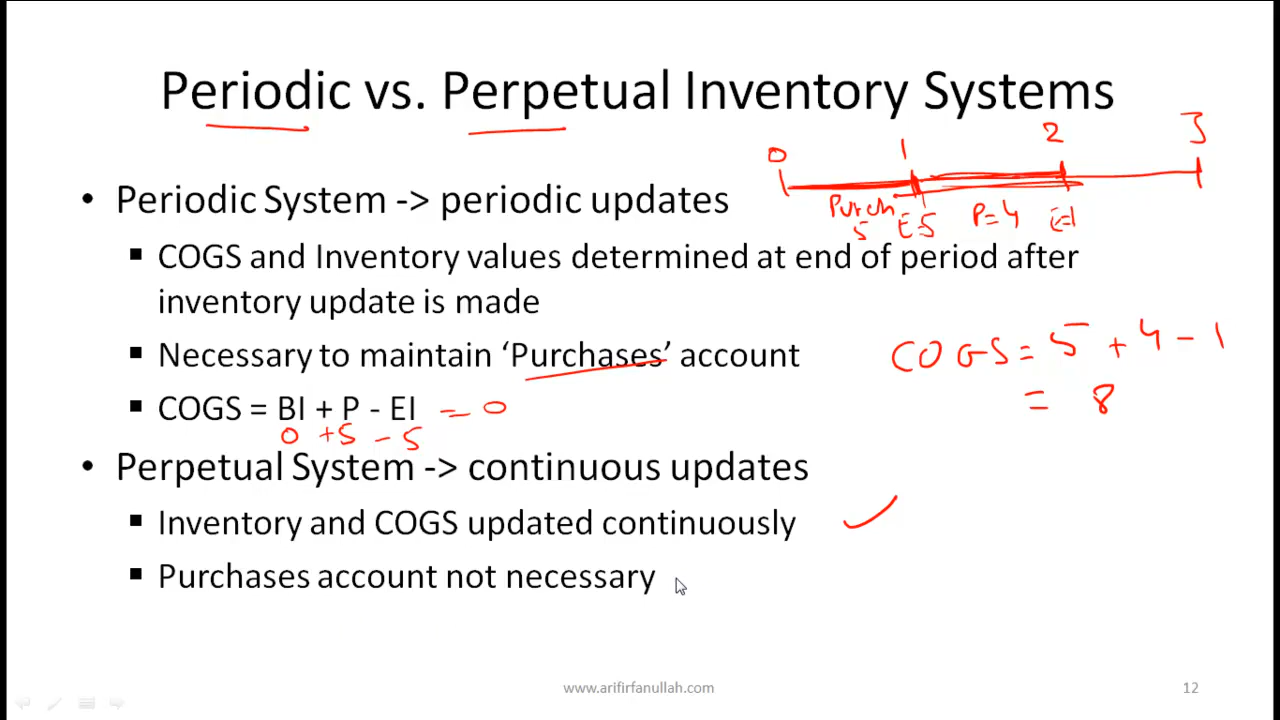 Periodic vs. Perpetual Inventory Systems
0 1 2 3
• Periodic System -> periodic updates
Purch 5 E=5 P=4 E=1
▪ COGS and Inventory values determined at end of period after
inventory update is made
COGS = 5 + 4 - 1
▪ Necessary to maintain ‘Purchases’ account
= 8
▪ COGS = BI + P - EI = 0
0 + 5 - 5
• Perpetual System -> continuous updates
▪ Inventory and COGS updated continuously
▪ Purchases account not necessary
www.arifirfanullah.com
12